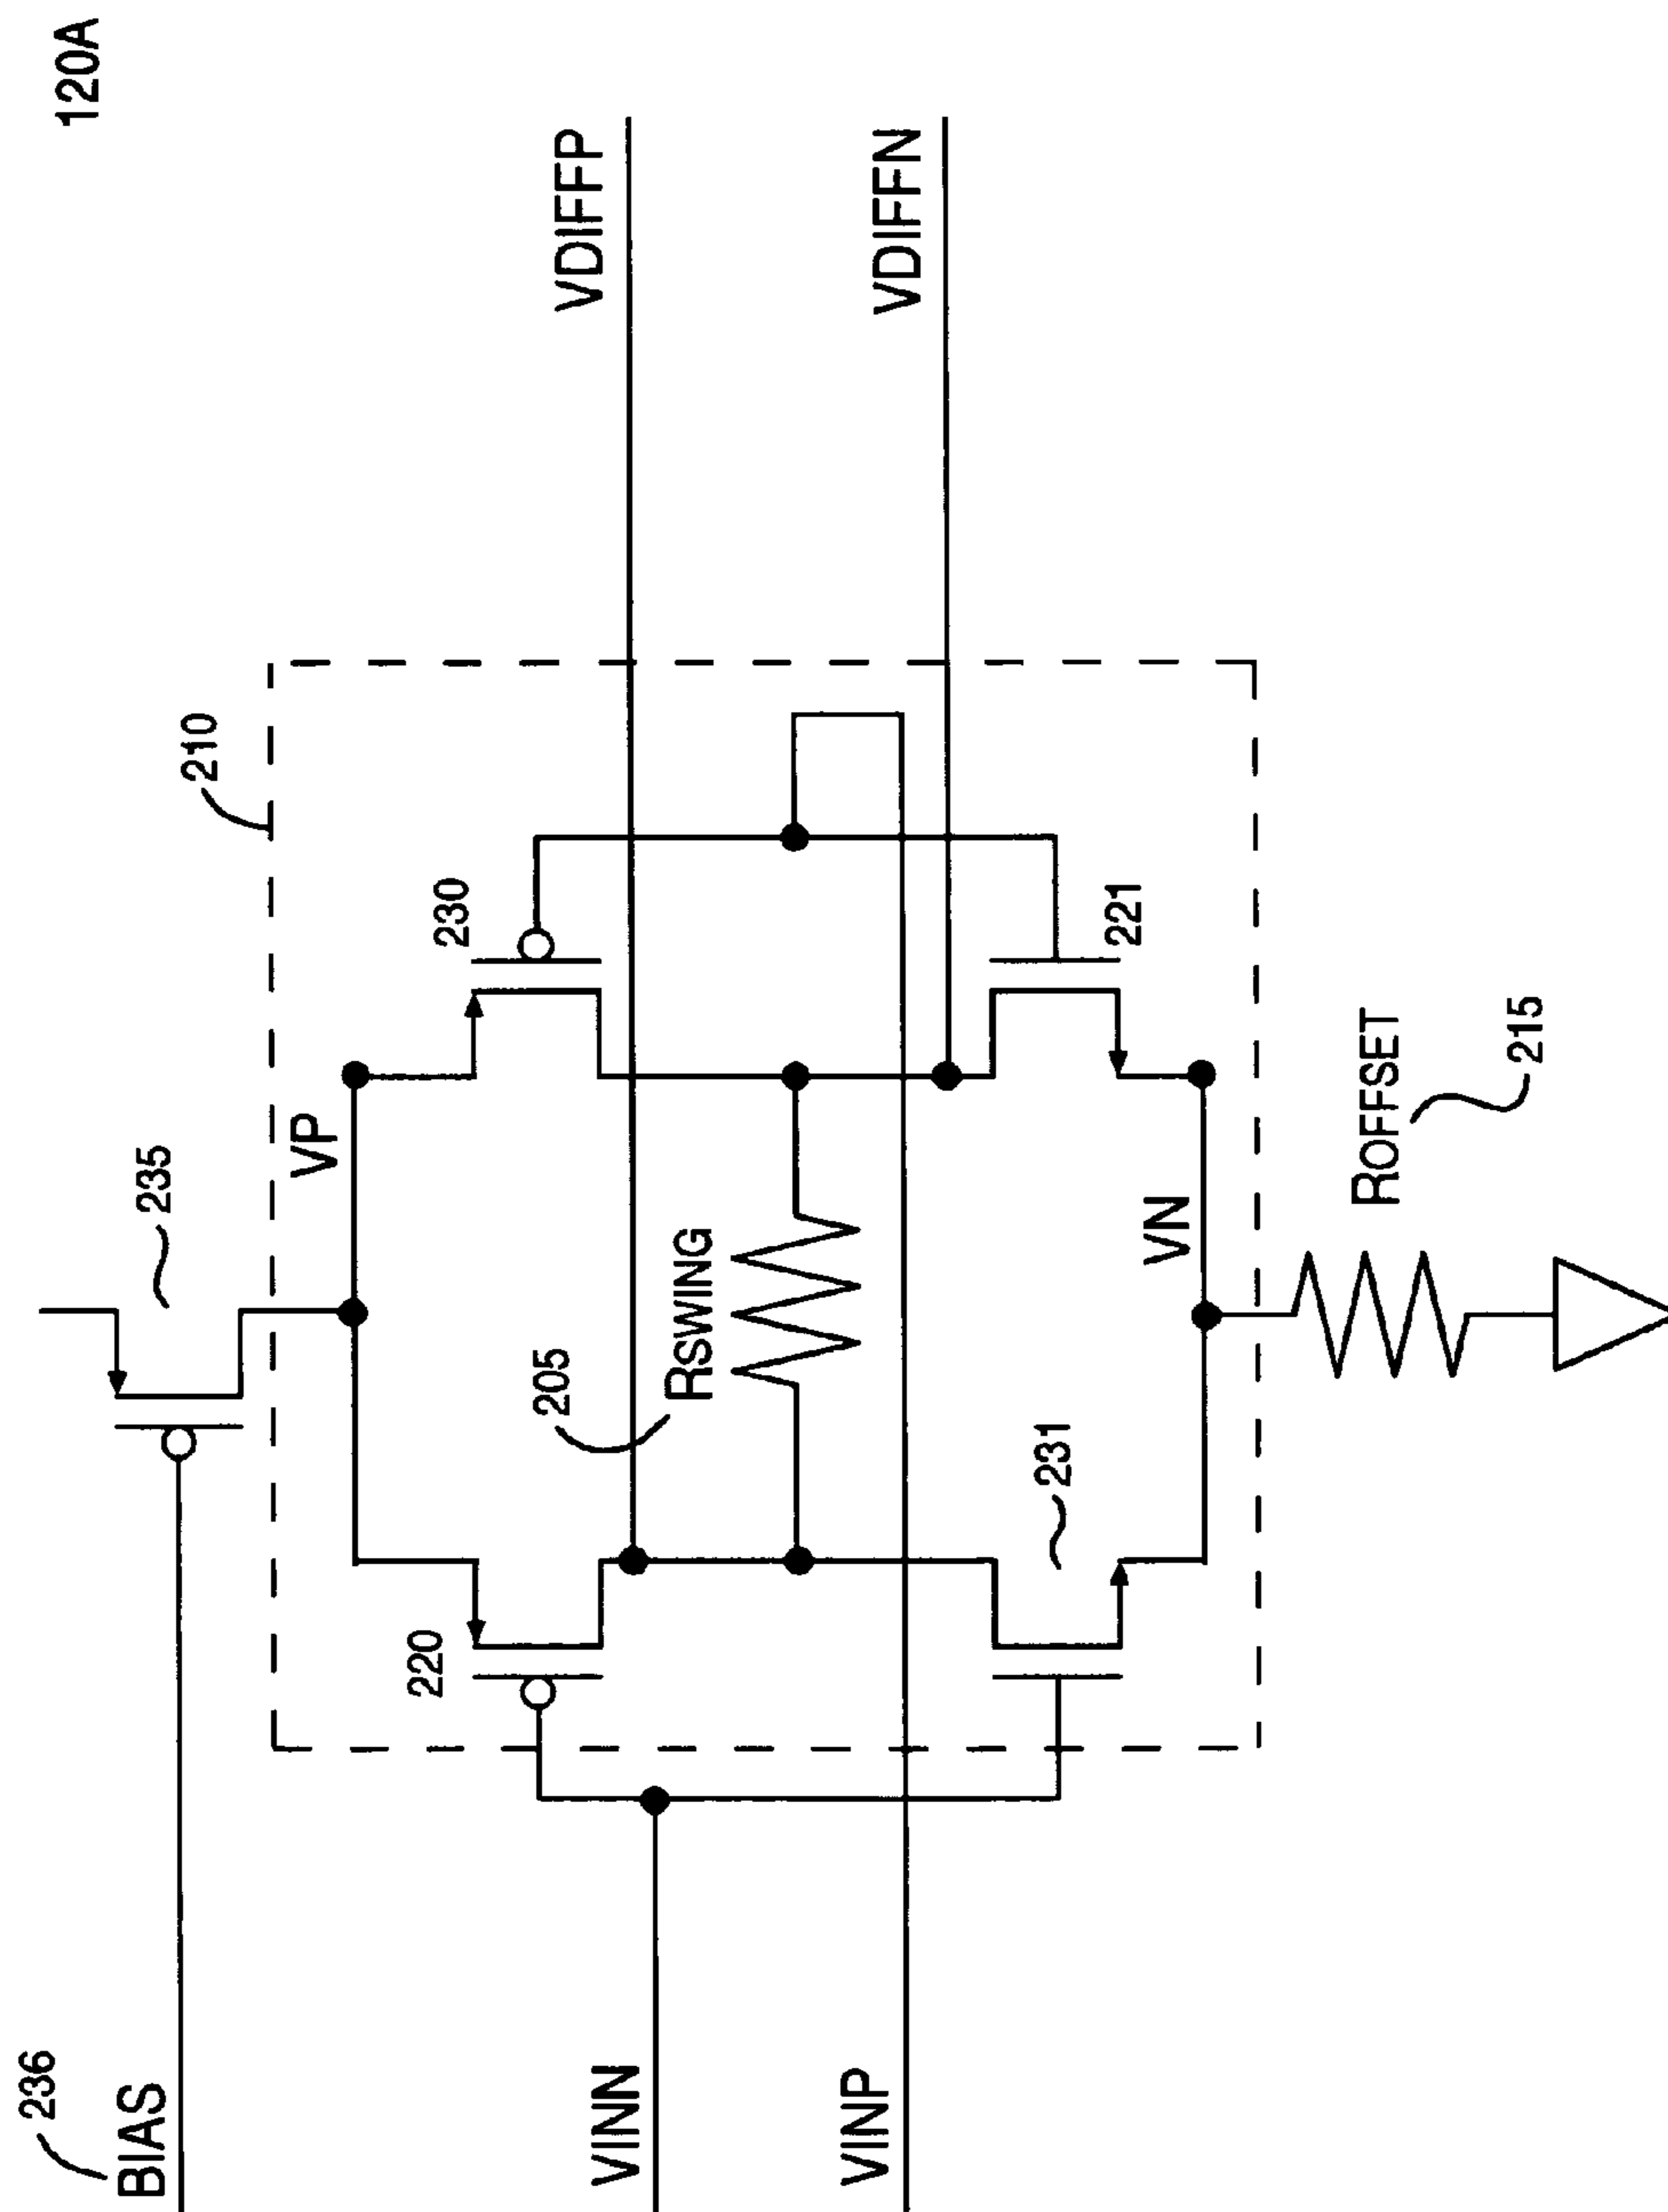 120A
236
BIAS
235
210
VP
220
230
VDIFFP
VINN
205
RSWING
VINP
VDIFFN
231
221
VN
ROFFSET
215